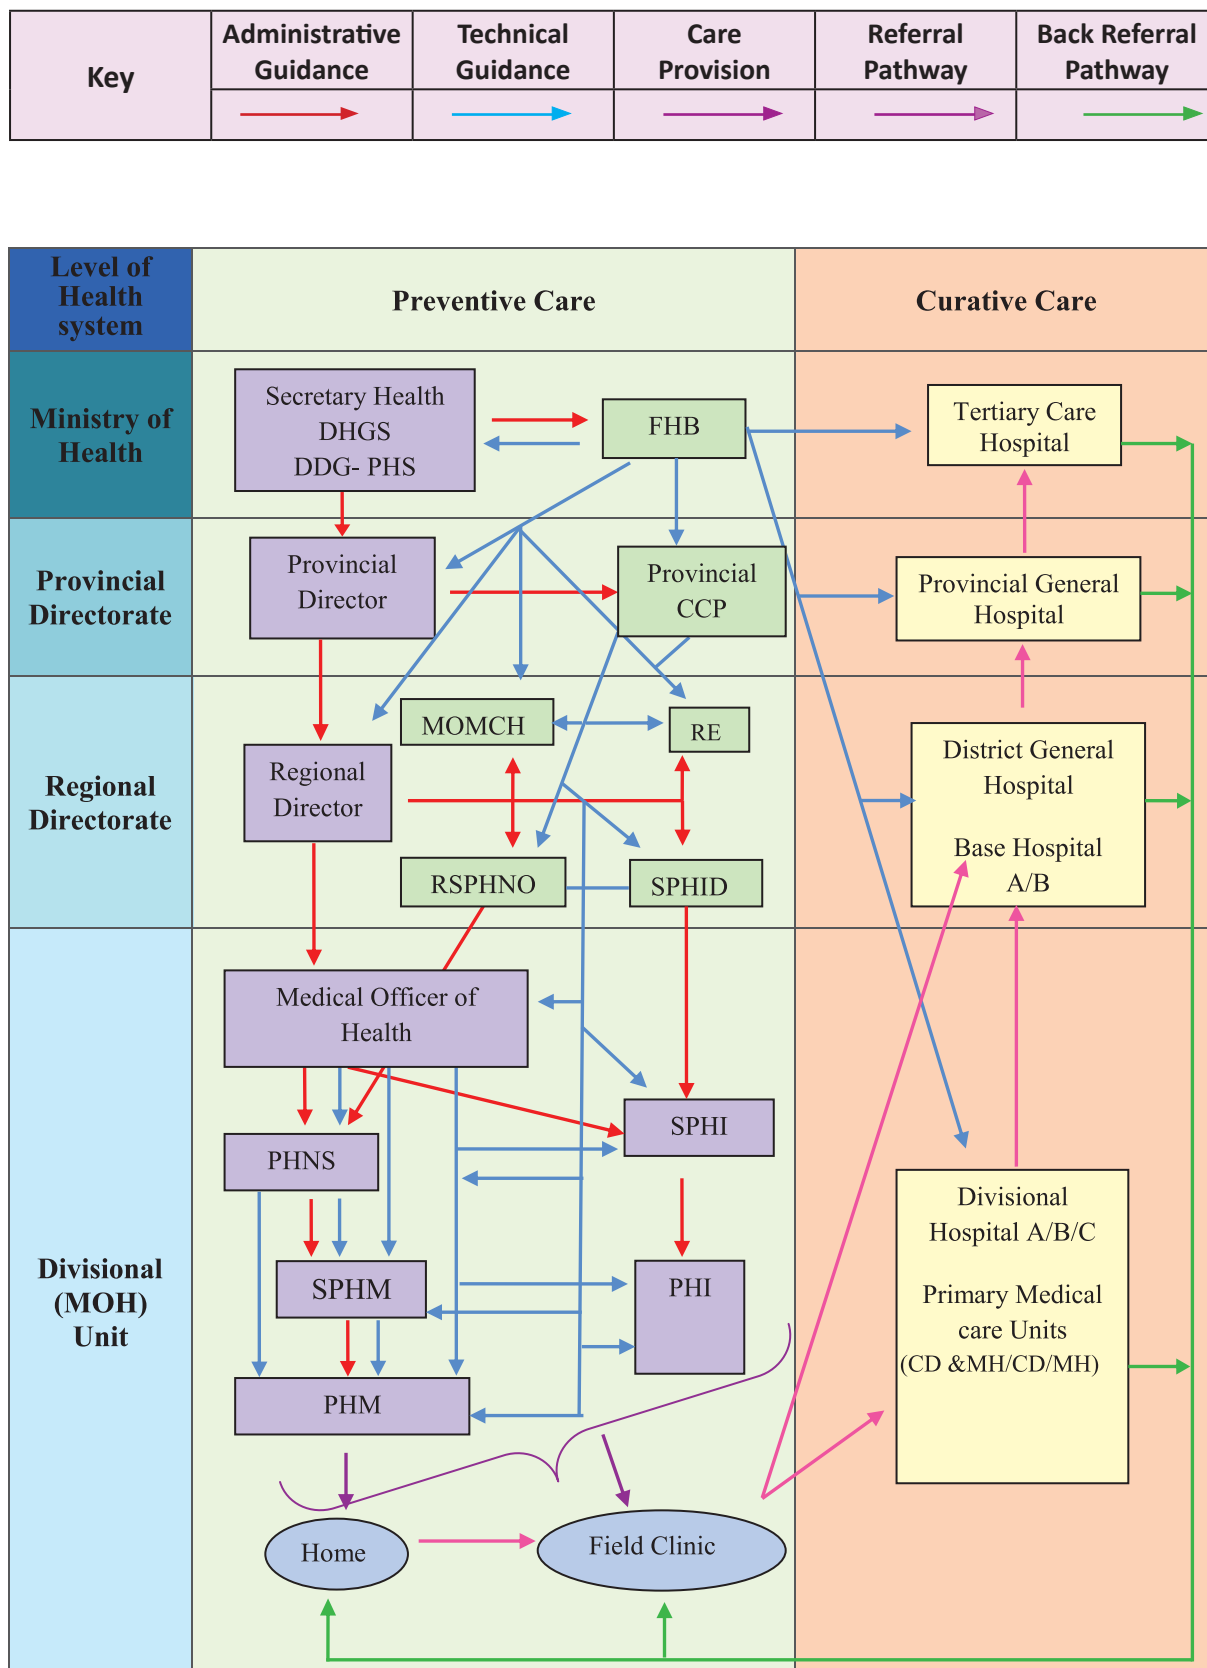 Key
Administrative
Guidance
Technical
Guidance
Care
Provision
Referral
Pathway
Back Referral
Pathway
Level of
Health
system
Preventive Care
Curative Care
Ministry of
Health
Secretary Health
DHGS
DDG- PHS
FHB
Tertiary Care
Hospital
Provincial
Directorate
Provincial
Director
Provincial
CCP
Provincial General
Hospital
Regional
Directorate
MOMCH
RE
Regional
Director
RSPHNO
SPHID
District General
Hospital
Base Hospital
A/B
Divisional
(MOH)
Unit
Medical Officer of
Health
SPHI
PHNS
SPHM
PHI
PHM
Home
Field Clinic
Divisional
Hospital A/B/C
Primary Medical
care Units
(CD &MH/CD/MH)